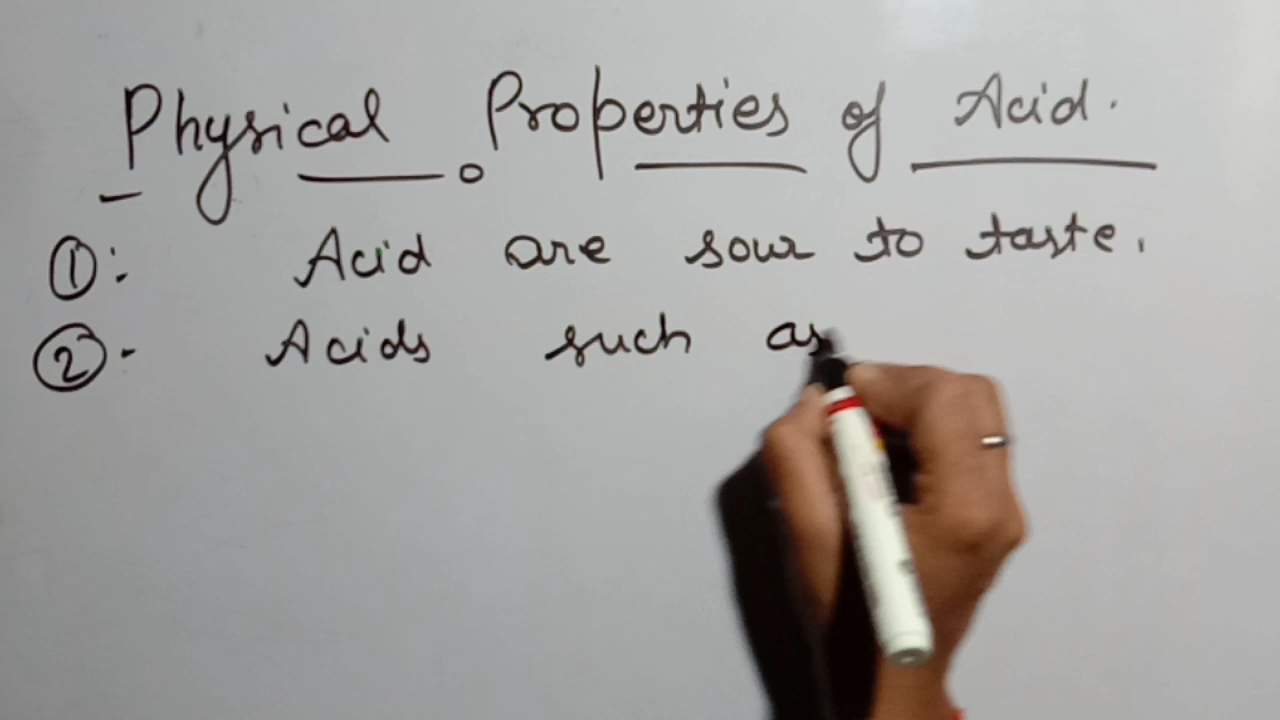 Physical Properties of Acid.
①:- Acid are sour to taste.
②- Acids such as